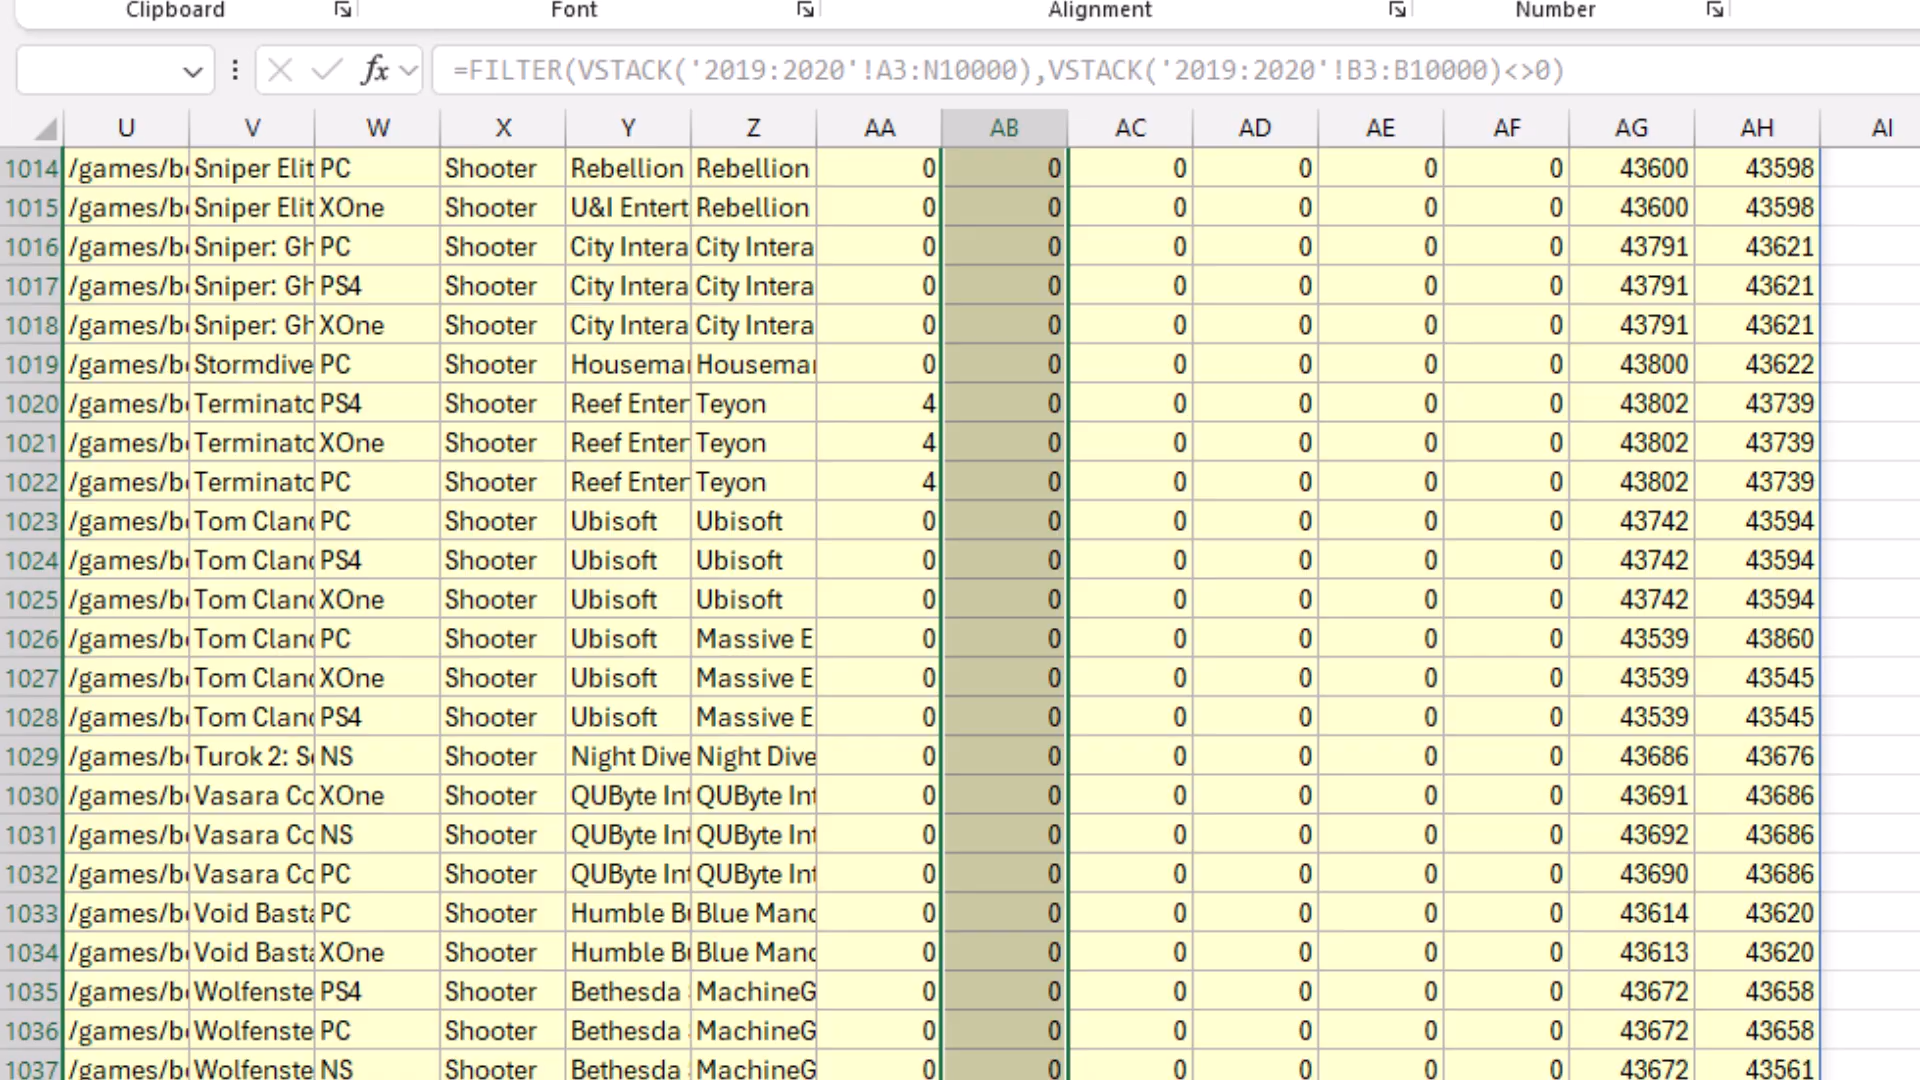 Clipboard Font Alignment Number
fx =FILTER(VSTACK('2019:2020'!A3:N10000),VSTACK('2019:2020'!B3:B10000)<>0)
U V W X Y Z AA AB AC AD AE AF AG AH AI
1014 /games/b Sniper Elit PC Shooter Rebellion Rebellion 0 0 0 0 0 0 43600 43598
1015 /games/b Sniper Elit XOne Shooter U&I Entert Rebellion 0 0 0 0 0 0 43600 43598
1016 /games/b Sniper: Gh PC Shooter City Intera City Intera 0 0 0 0 0 0 43791 43621
1017 /games/b Sniper: Gh PS4 Shooter City Intera City Intera 0 0 0 0 0 0 43791 43621
1018 /games/b Sniper: Gh XOne Shooter City Intera City Intera 0 0 0 0 0 0 43791 43621
1019 /games/b Stormdive PC Shooter Housema Housema 0 0 0 0 0 0 43800 43622
1020 /games/b Terminato PS4 Shooter Reef Enter Teyon 4 0 0 0 0 0 43802 43739
1021 /games/b Terminato XOne Shooter Reef Enter Teyon 4 0 0 0 0 0 43802 43739
1022 /games/b Terminato PC Shooter Reef Enter Teyon 4 0 0 0 0 0 43802 43739
1023 /games/b Tom Clanc PC Shooter Ubisoft Ubisoft 0 0 0 0 0 0 43742 43594
1024 /games/b Tom Clanc PS4 Shooter Ubisoft Ubisoft 0 0 0 0 0 0 43742 43594
1025 /games/b Tom Clanc XOne Shooter Ubisoft Ubisoft 0 0 0 0 0 0 43742 43594
1026 /games/b Tom Clanc PC Shooter Ubisoft Massive E 0 0 0 0 0 0 43539 43860
1027 /games/b Tom Clanc XOne Shooter Ubisoft Massive E 0 0 0 0 0 0 43539 43545
1028 /games/b Tom Clanc PS4 Shooter Ubisoft Massive E 0 0 0 0 0 0 43539 43545
1029 /games/b Turok 2: Se NS Shooter Night Dive Night Dive 0 0 0 0 0 0 43686 43676
1030 /games/b Vasara Co XOne Shooter QUByte Int QUByte Int 0 0 0 0 0 0 43691 43686
1031 /games/b Vasara Co NS Shooter QUByte Int QUByte Int 0 0 0 0 0 0 43692 43686
1032 /games/b Vasara Co PC Shooter QUByte Int QUByte Int 0 0 0 0 0 0 43690 43686
1033 /games/b Void Basta PC Shooter Humble B Blue Manc 0 0 0 0 0 0 43614 43620
1034 /games/b Void Basta XOne Shooter Humble B Blue Manc 0 0 0 0 0 0 43613 43620
1035 /games/b Wolfenste PS4 Shooter Bethesda MachineG 0 0 0 0 0 0 43672 43658
1036 /games/b Wolfenste PC Shooter Bethesda MachineG 0 0 0 0 0 0 43672 43658
1037 /games/b Wolfenste NS Shooter Bethesda MachineG 0 0 0 0 0 0 43672 43561